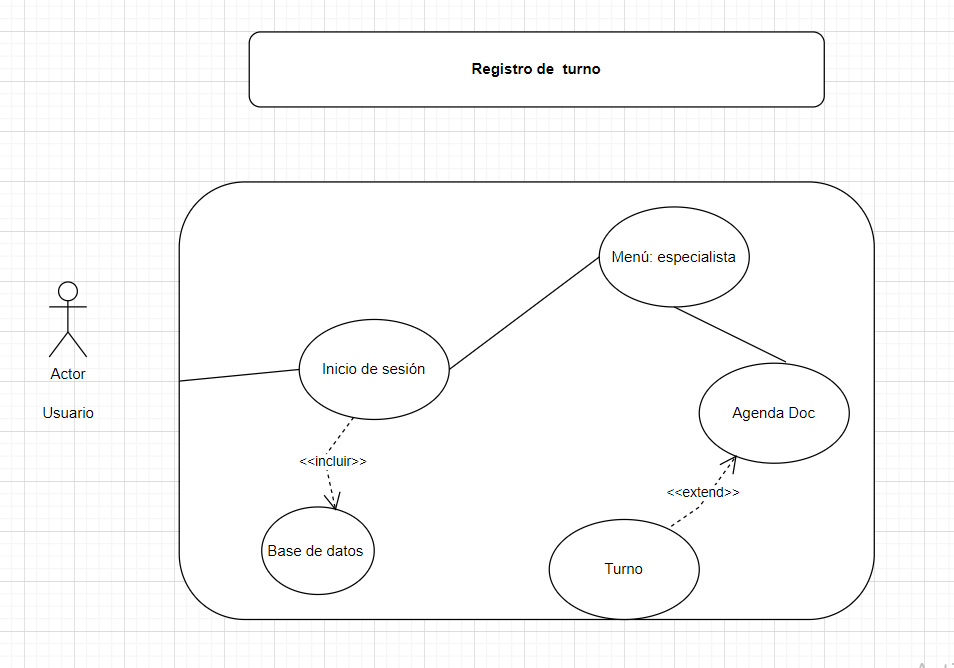 Registro de  turno
Menú: especialista
Inicio de sesión
Actor
Usuario
Agenda Doc
<<incluir>>
<<extend>>
Base de datos
Turno